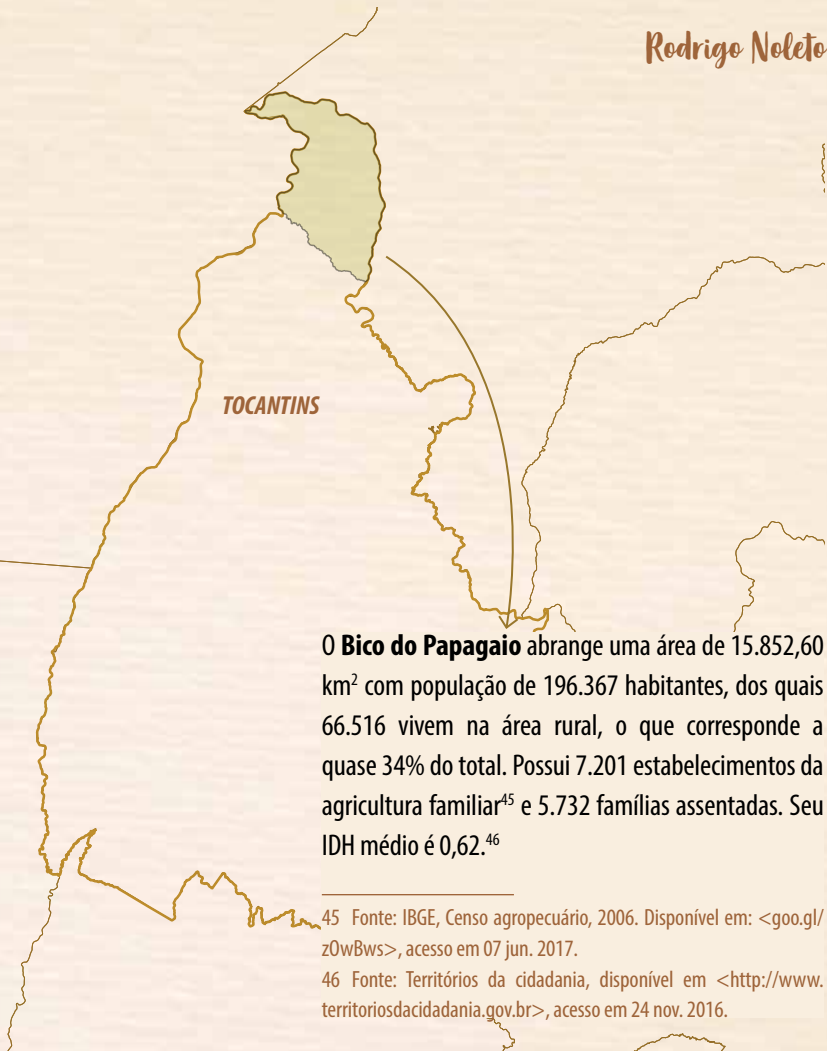 Rodrigo Noleto
TOCANTINS
O Bico do Papagaio abrange uma área de 15.852,60
km² com população de 196.367 habitantes, dos quais
66.516 vivem na área rural, o que corresponde a
quase 34% do total. Possui 7.201 estabelecimentos da
agricultura familiar⁴⁵ e 5.732 famílias assentadas. Seu
IDH médio é 0,62.⁴⁶
45 Fonte: IBGE, Censo agropecuário, 2006. Disponível em: <goo.gl/
zOwBws>, acesso em 07 jun. 2017.
46 Fonte: Territórios da cidadania, disponível em <http://www.
territoriosdacidadania.gov.br>, acesso em 24 nov. 2016.